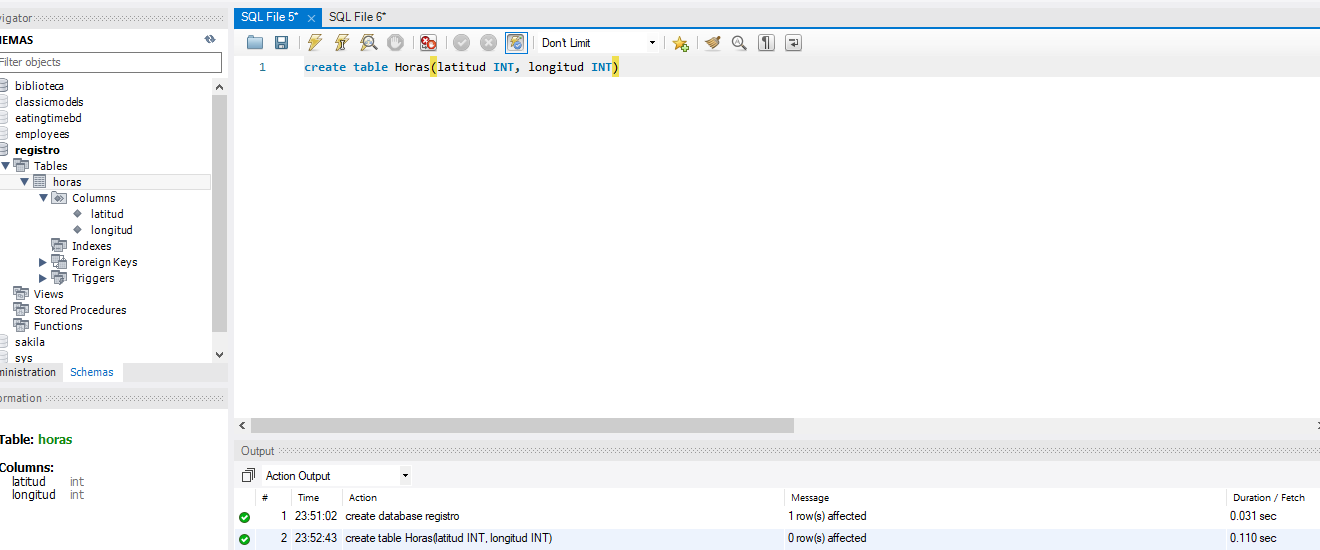 vigator
SQL File 5* × SQL File 6*
HEMAS
Filter objects
Don't Limit
1 create table Horas(latitud INT, longitud INT)
biblioteca
classicmodels
eatingtimebd
employees
registro
Tables
horas
Columns
latitud
longitud
Indexes
Foreign Keys
Triggers
Views
Stored Procedures
Functions
sakila
sys
ministration Schemas
ormation
Table: horas
Columns:
latitud int
longitud int
Output
Action Output
# Time Action Message Duration / Fetch
1 23:51:02 create database registro 1 row(s) affected 0.031 sec
2 23:52:43 create table Horas(latitud INT, longitud INT) 0 row(s) affected 0.110 sec